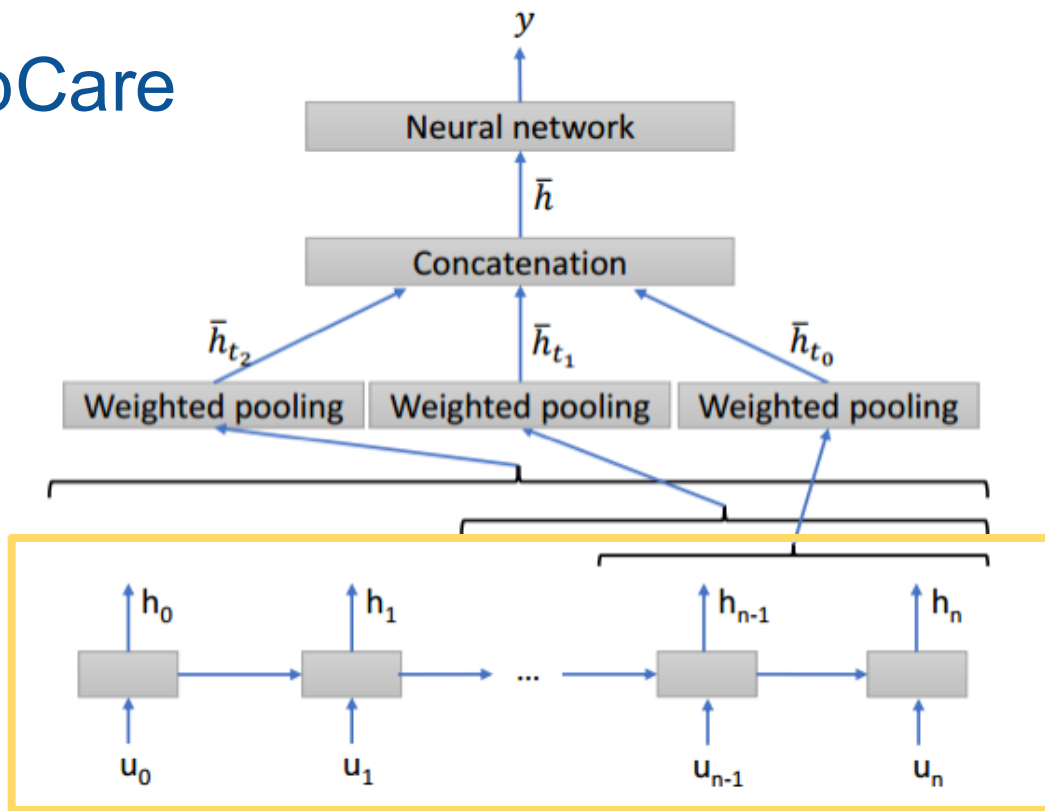 y
oCare
Neural network
h̄
Concatenation
h̄t₂ h̄t₁ h̄t₀
Weighted pooling Weighted pooling Weighted pooling
h₀ h₁ hₙ₋₁ hₙ
...
u₀ u₁ uₙ₋₁ uₙ